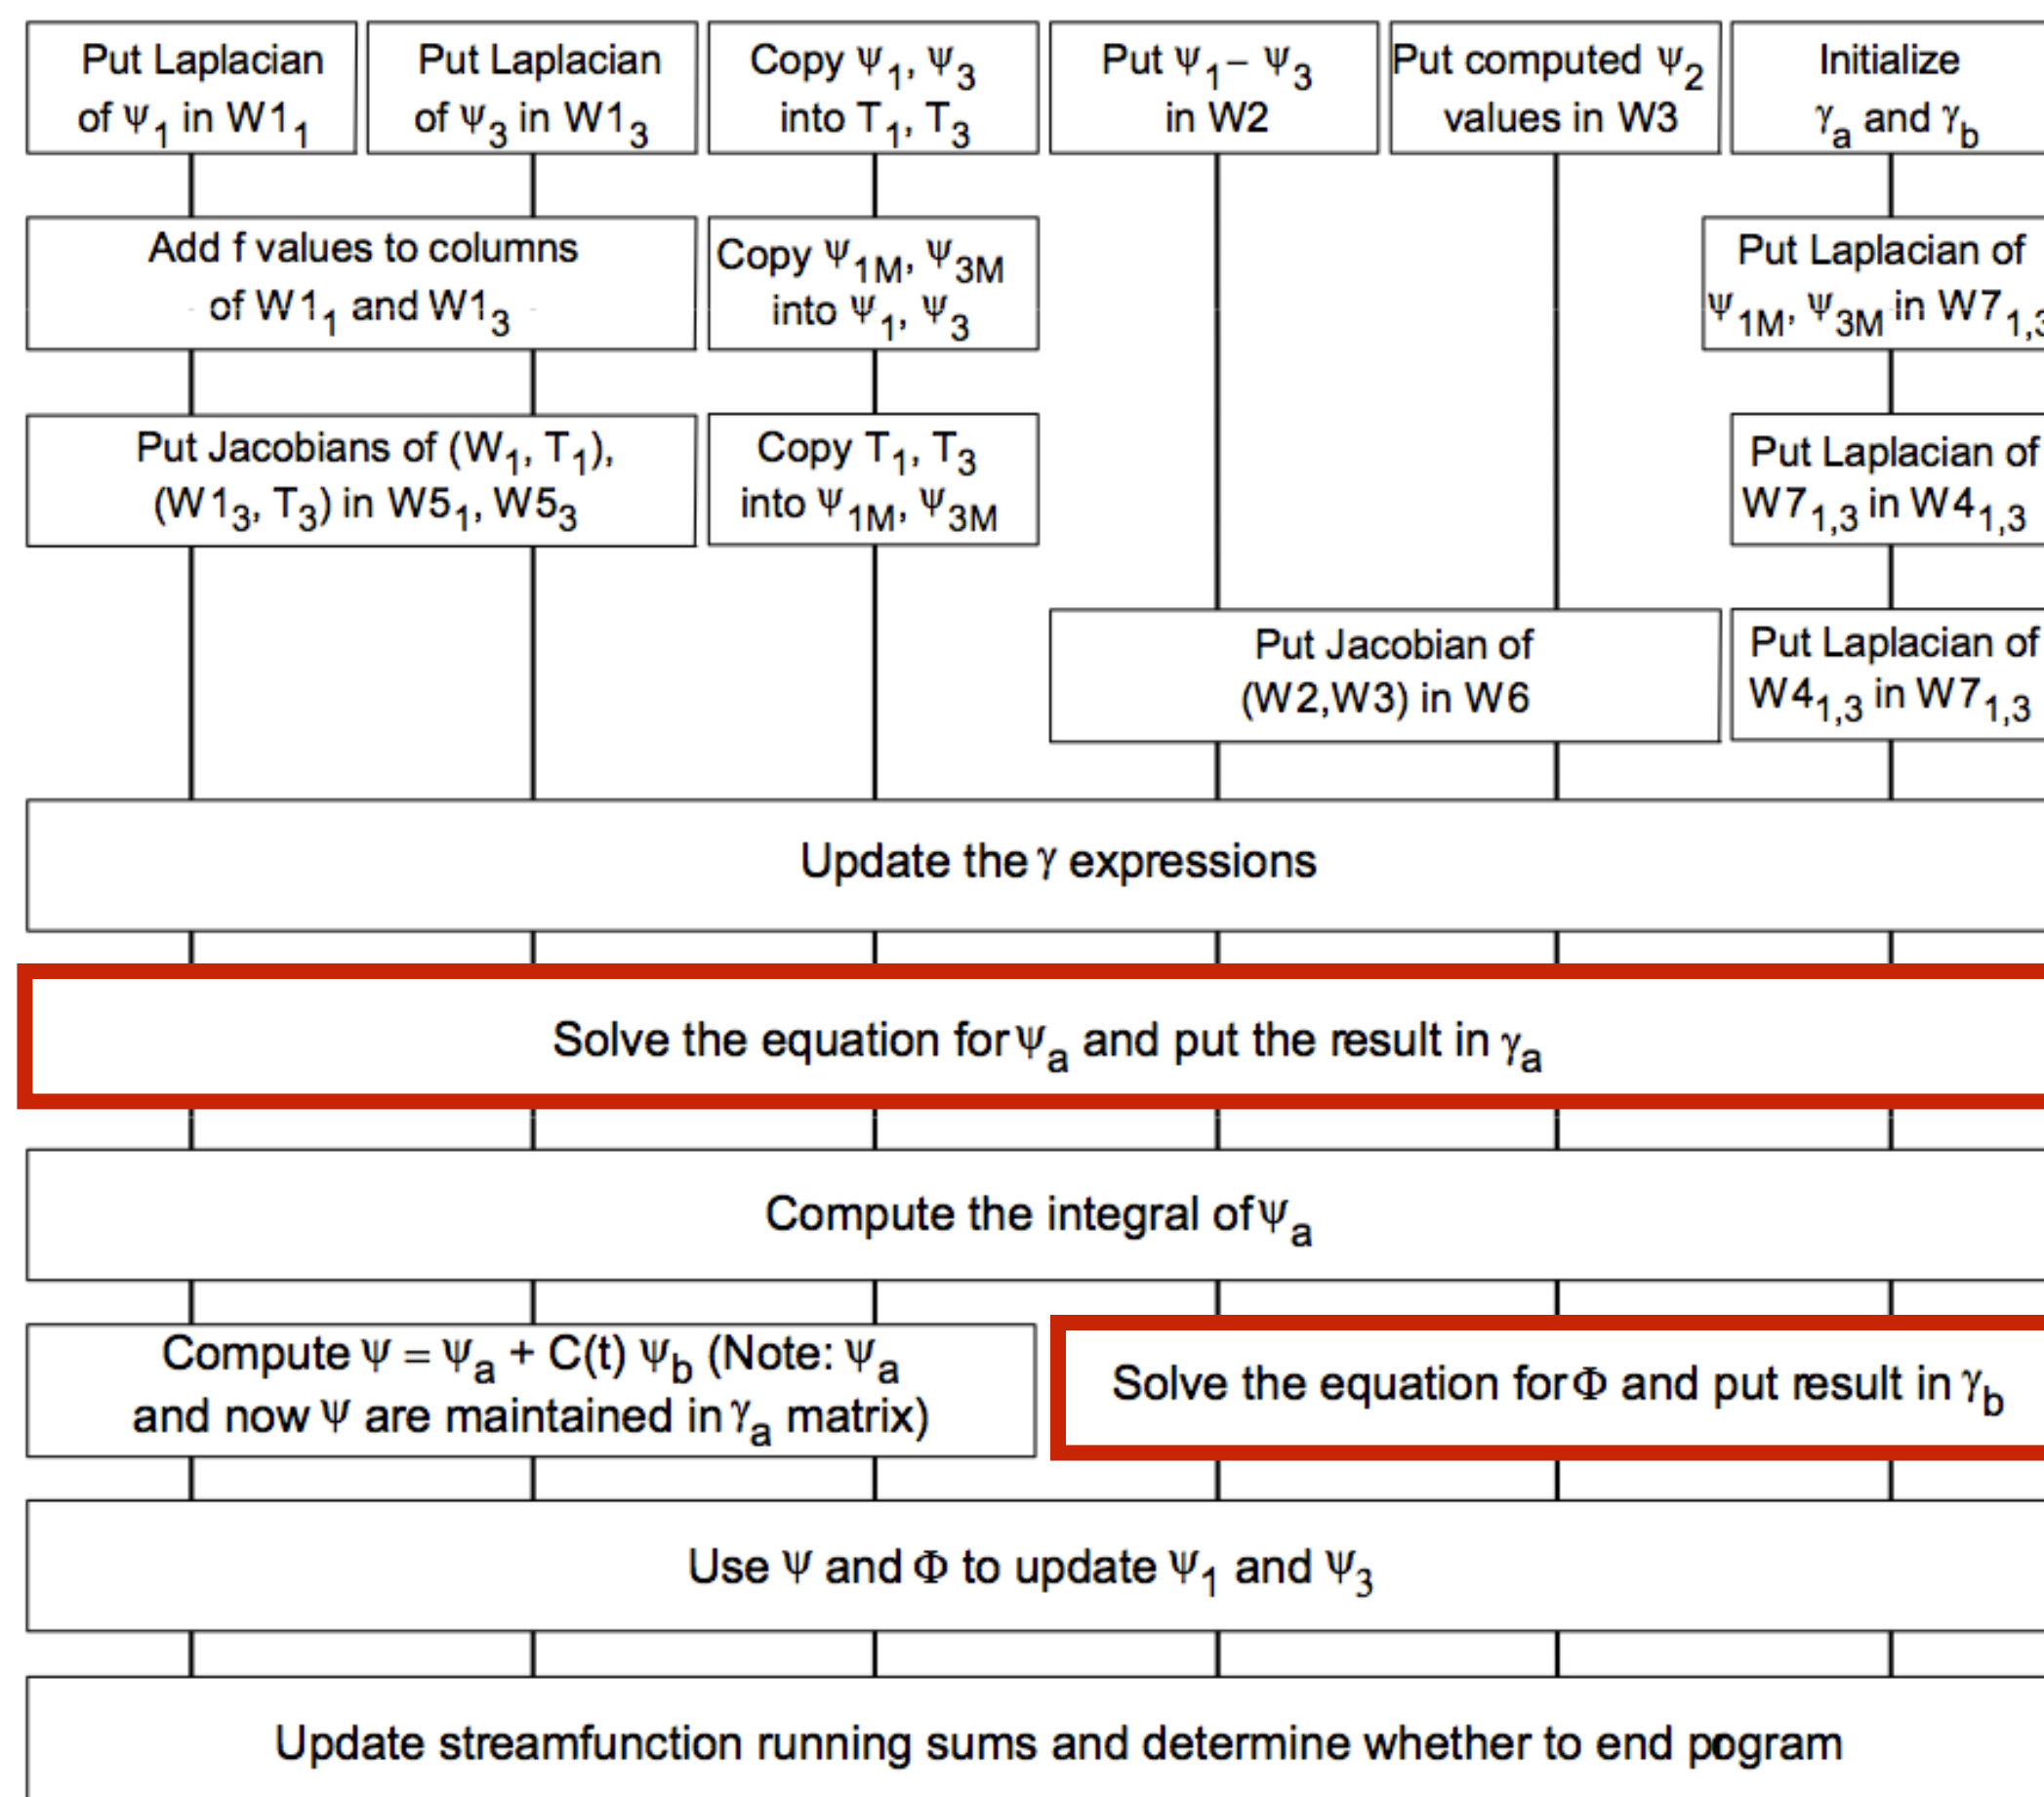 Put Laplacian
of Ψ₁ in W1₁
Put Laplacian
of Ψ₃ in W1₃
Copy Ψ₁, Ψ₃
into T₁, T₃
Put Ψ₁– Ψ₃
in W2
Put computed Ψ₂
values in W3
Initialize
γₐ and γ_b
Add f values to columns
of W1₁ and W1₃
Copy Ψ₁M, Ψ₃M
into Ψ₁, Ψ₃
Put Laplacian of
Ψ₁M, Ψ₃M in W7₁,₃
Put Jacobians of (W₁, T₁),
(W1₃, T₃) in W5₁, W5₃
Copy T₁, T₃
into Ψ₁M, Ψ₃M
Put Laplacian of
W7₁,₃ in W4₁,₃
Put Jacobian of
(W2,W3) in W6
Put Laplacian of
W4₁,₃ in W7₁,₃
Update the γ expressions
Solve the equation for Ψₐ and put the result in γₐ
Compute the integral of Ψₐ
Compute Ψ = Ψₐ + C(t) Ψ_b (Note: Ψₐ
and now Ψ are maintained in γₐ matrix)
Solve the equation for Φ and put result in γ_b
Use Ψ and Φ to update Ψ₁ and Ψ₃
Update streamfunction running sums and determine whether to end pogram